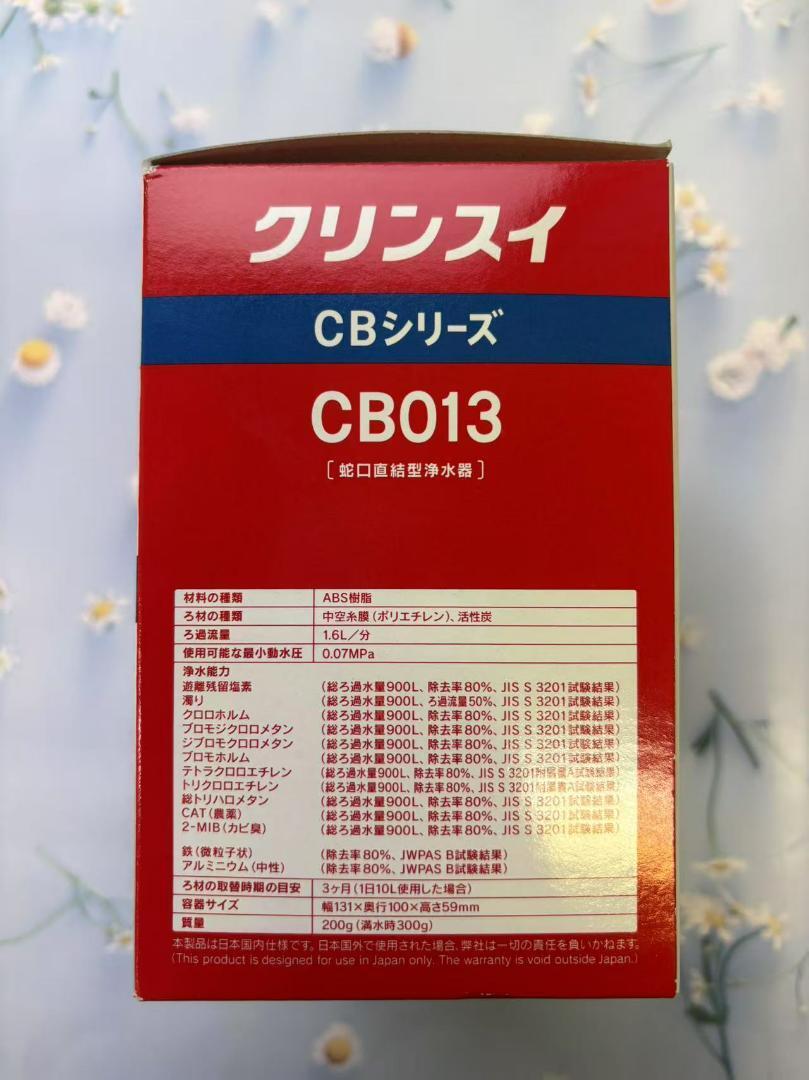 クリンスイ
CBシリーズ
CB013
[蛇口直結型浄水器]
材料の種類 ABS樹脂
ろ材の種類 中空糸膜(ポリエチレン)、活性炭
ろ過流量 1.6L/分
使用可能な最小動水圧 0.07MPa
浄水能力
遊離残留塩素 (総ろ過水量900L、除去率80%、JIS S 3201試験結果)
濁り (総ろ過水量900L、ろ過流量50%、JIS S 3201試験結果)
クロロホルム (総ろ過水量900L、除去率80%、JIS S 3201試験結果)
ブロモジクロロメタン (総ろ過水量900L、除去率80%、JIS S 3201試験結果)
ジブロモクロロメタン (総ろ過水量900L、除去率80%、JIS S 3201試験結果)
ブロモホルム (総ろ過水量900L、除去率80%、JIS S 3201試験結果)
テトラクロロエチレン (総ろ過水量900L、除去率80%、JIS S 3201附属書A試験結果)
トリクロロエチレン (総ろ過水量900L、除去率80%、JIS S 3201附属書A試験結果)
総トリハロメタン (総ろ過水量900L、除去率80%、JIS S 3201試験結果)
CAT(農薬) (総ろ過水量900L、除去率80%、JIS S 3201試験結果)
2-MIB(カビ臭) (総ろ過水量900L、除去率80%、JIS S 3201試験結果)
鉄(微粒子状) (除去率80%、JWPAS B試験結果)
アルミニウム(中性) (除去率80%、JWPAS B試験結果)
ろ材の取替時期の目安 3ヶ月(1日10L使用した場合)
容器サイズ 幅131×奥行100×高さ59mm
質量 200g(満水時300g)
本製品は日本国内仕様です。日本国外で使用された場合、弊社は一切の責任を負いかねます。
(This product is designed for use in Japan only. The warranty is void outside Japan.)